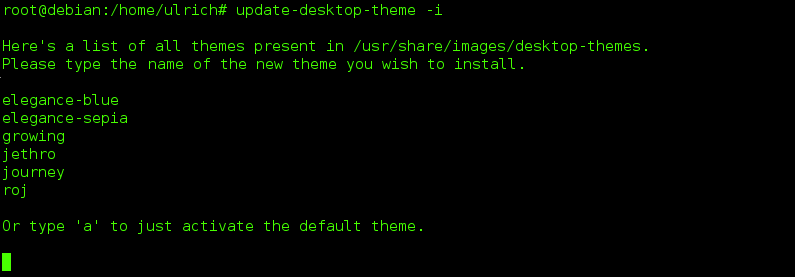 root@debian:/home/ulrich# update-desktop-theme -i
Here's a list of all themes present in /usr/share/images/desktop-themes.
Please type the name of the new theme you wish to install.
elegance-blue
elegance-sepia
growing
jethro
journey
roj
Or type 'a' to just activate the default theme.